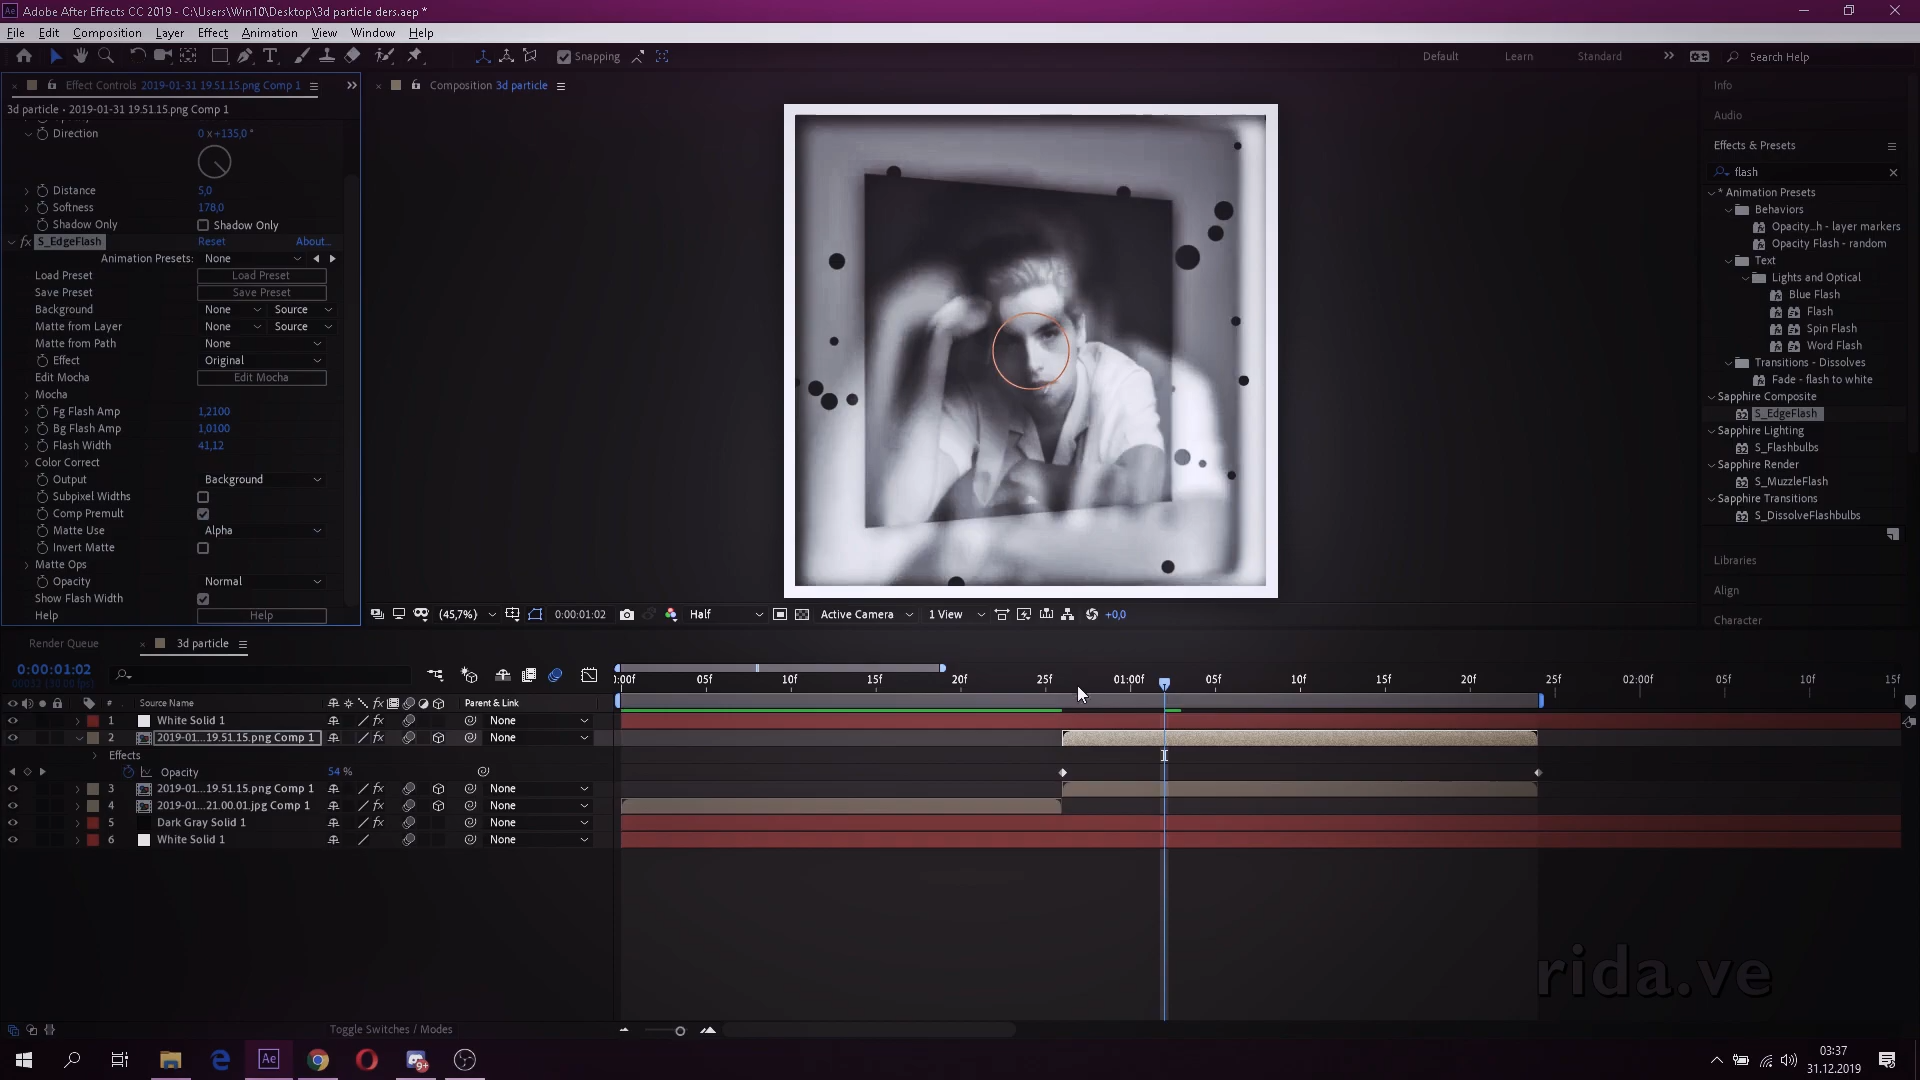 Adobe After Effects CC 2019 - C:\Users\Win10\Desktop\3d particle ders.aep *
File Edit Composition Layer Effect Animation View Window Help
Snapping
Default Learn Standard Search Help
Effect Controls 2019-01-31 19.51.15.png Comp 1
Composition 3d particle
3d particle • 2019-01-31 19.51.15.png Comp 1
Direction 0 x +135,0 °
Distance 5,0
Softness 178,0
Shadow Only Shadow Only
fx S_EdgeFlash Reset About...
Animation Presets: None
Load Preset Load Preset
Save Preset Save Preset
Background None Source
Matte from Layer None Source
Matte from Path None
Effect Original
Edit Mocha Edit Mocha
Mocha
Fg Flash Amp 1,2100
Bg Flash Amp 1,0100
Flash Width 41,12
Color Correct
Output Background
Subpixel Widths
Comp Premult
Matte Use Alpha
Invert Matte
Matte Ops
Opacity Normal
Show Flash Width
Help Help
(45,7%) 0:00:01:02 Half Active Camera 1 View +0,0
Info
Audio
Effects & Presets
flash
* Animation Presets
Behaviors
Opacity...h - layer markers
Opacity Flash - random
Text
Lights and Optical
Blue Flash
Flash
Spin Flash
Word Flash
Transitions - Dissolves
Fade - flash to white
Sapphire Composite
S_EdgeFlash
Sapphire Lighting
S_Flashbulbs
Sapphire Render
S_MuzzleFlash
Sapphire Transitions
S_DissolveFlashbulbs
Libraries
Align
Character
Render Queue 3d particle
0:00:01:02
:00f 05f 10f 15f 20f 25f 01:00f 05f 10f 15f 20f 25f 02:00f 05f 10f 15f
# Source Name fx Parent & Link
1 White Solid 1 fx None
2 2019-01...19.51.15.png Comp 1 fx None
Effects
Opacity 54 %
3 2019-01...19.51.15.png Comp 1 fx None
4 2019-01...21.00.01.jpg Comp 1 fx None
5 Dark Gray Solid 1 fx None
6 White Solid 1 None
rida.ve
Toggle Switches / Modes
Ae
9+
03:37
31.12.2019